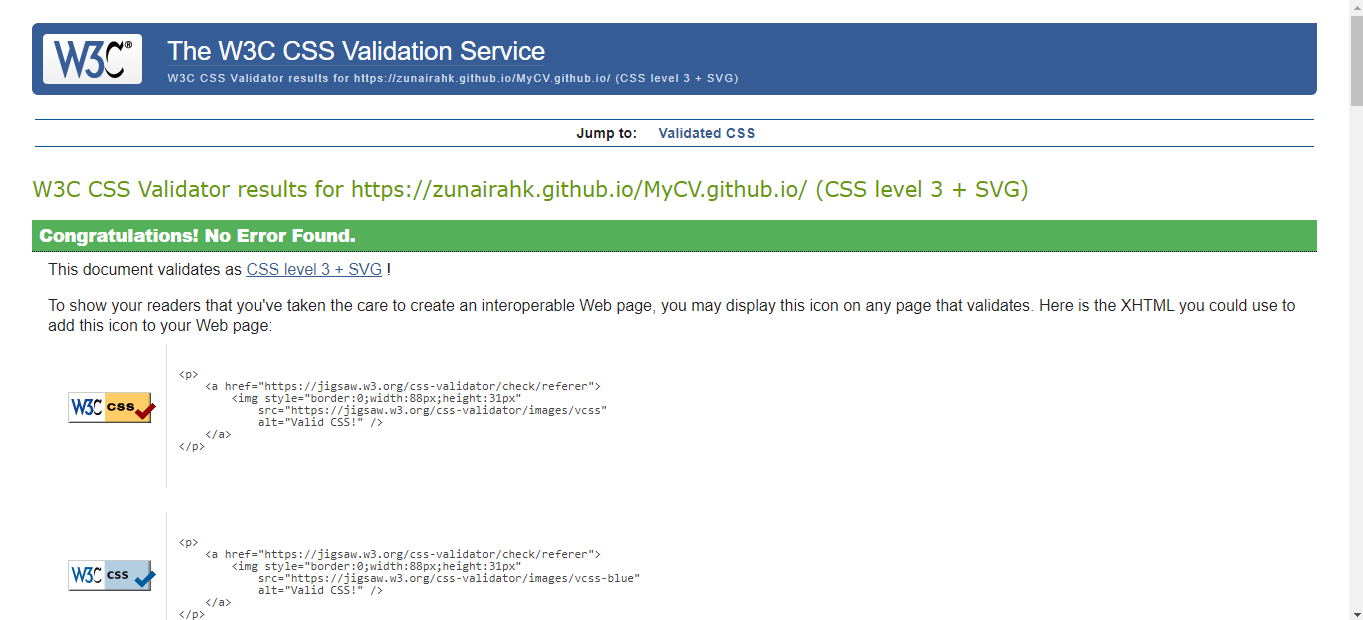 W3C®
The W3C CSS Validation Service
W3C CSS Validator results for https://zunairahk.github.io/MyCV.github.io/ (CSS level 3 + SVG)
Jump to: Validated CSS
W3C CSS Validator results for https://zunairahk.github.io/MyCV.github.io/ (CSS level 3 + SVG)
Congratulations! No Error Found.
This document validates as CSS level 3 + SVG !
To show your readers that you've taken the care to create an interoperable Web page, you may display this icon on any page that validates. Here is the XHTML you could use to
add this icon to your Web page:
W3C css
<p>
<a href="https://jigsaw.w3.org/css-validator/check/referer">
<img style="border:0;width:88px;height:31px"
src="https://jigsaw.w3.org/css-validator/images/vcss"
alt="Valid CSS!" />
</a>
</p>
W3C css
<p>
<a href="https://jigsaw.w3.org/css-validator/check/referer">
<img style="border:0;width:88px;height:31px"
src="https://jigsaw.w3.org/css-validator/images/vcss-blue"
alt="Valid CSS!" />
</a>
</p>